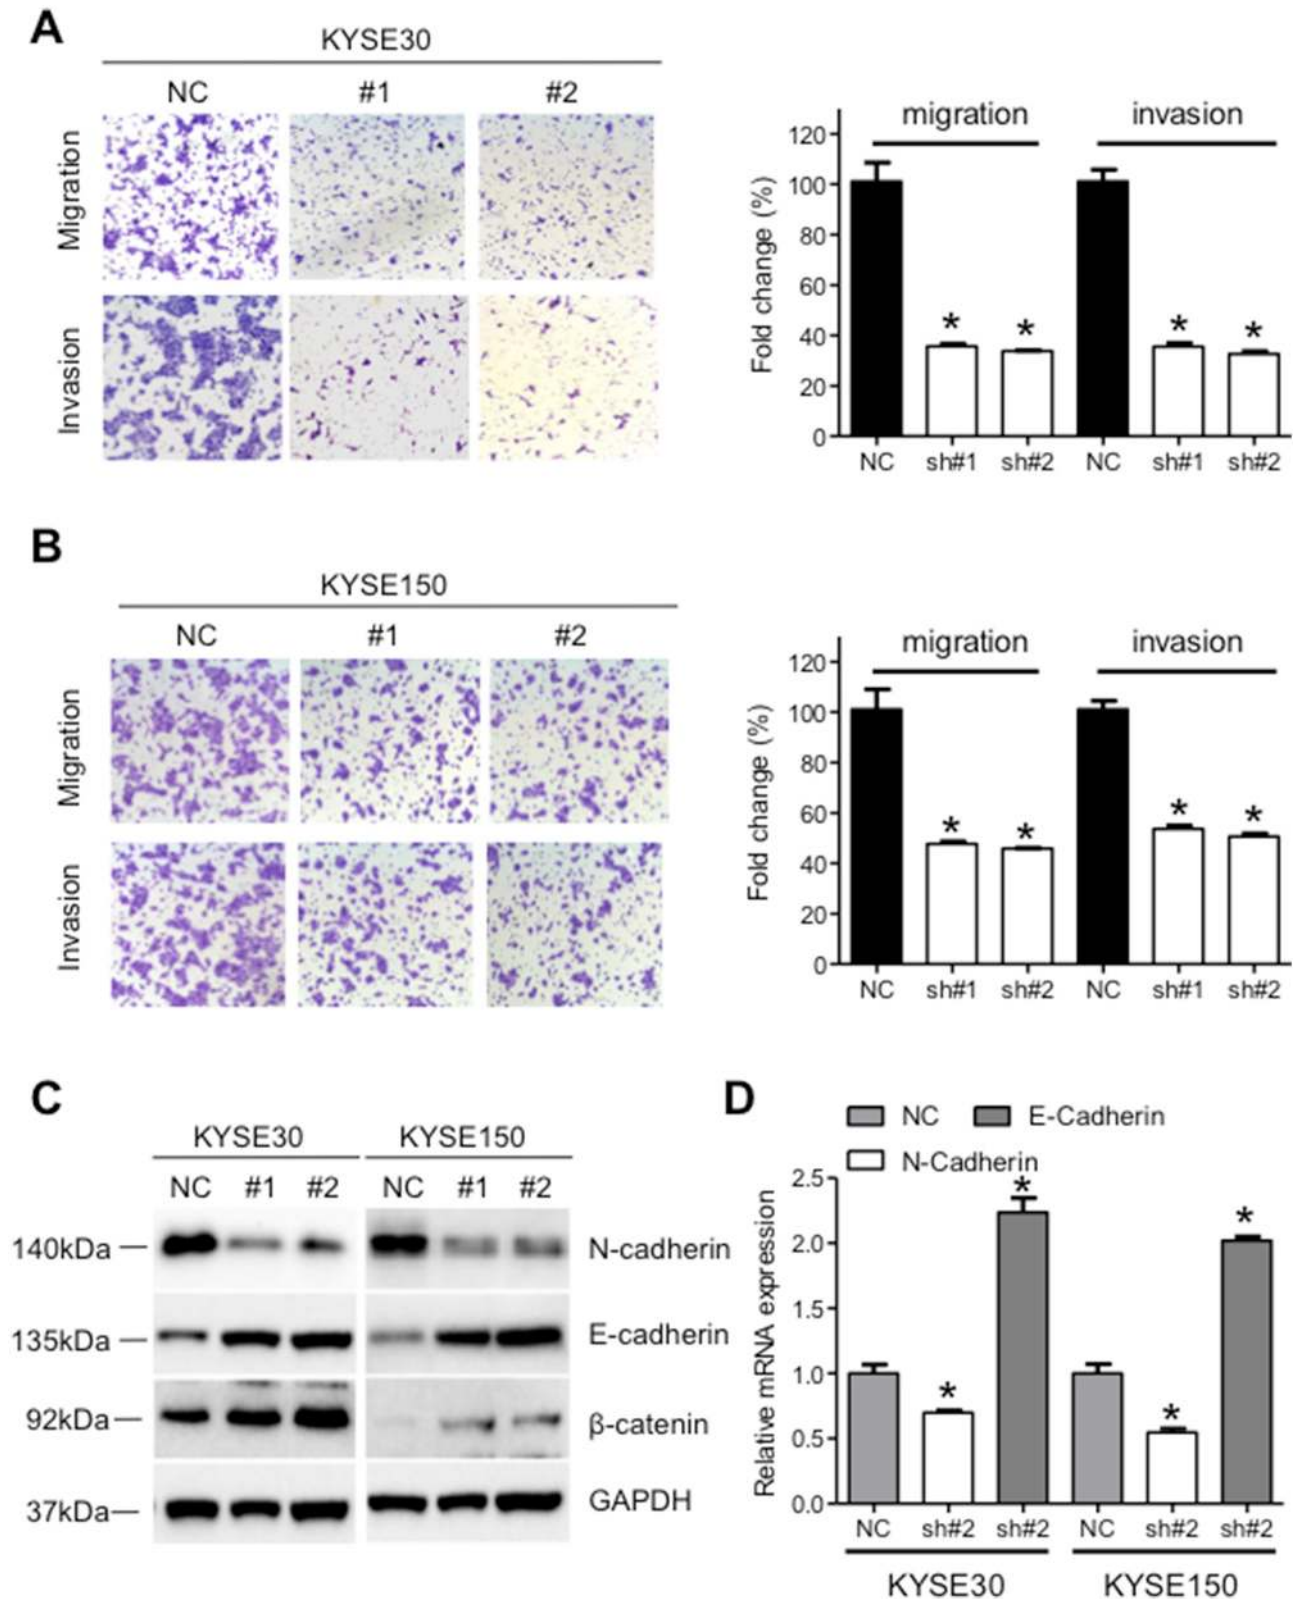 A
KYSE30
NC #1 #2
Migration
Invasion
migration invasion
Fold change (%)
120
100
80
60
40
20
0
* * * *
NC sh#1 sh#2 NC sh#1 sh#2
B
KYSE150
NC #1 #2
Migration
Invasion
migration invasion
Fold change (%)
120
100
80
60
40
20
0
* * * *
NC sh#1 sh#2 NC sh#1 sh#2
C
KYSE30 KYSE150
NC #1 #2 NC #1 #2
140kDa N-cadherin
135kDa E-cadherin
92kDa β-catenin
37kDa GAPDH
D
NC E-Cadherin
N-Cadherin
Relative mRNA expression
2.5
2.0
1.5
1.0
0.5
0.0
* * * *
NC sh#2 sh#2 NC sh#2 sh#2
KYSE30 KYSE150